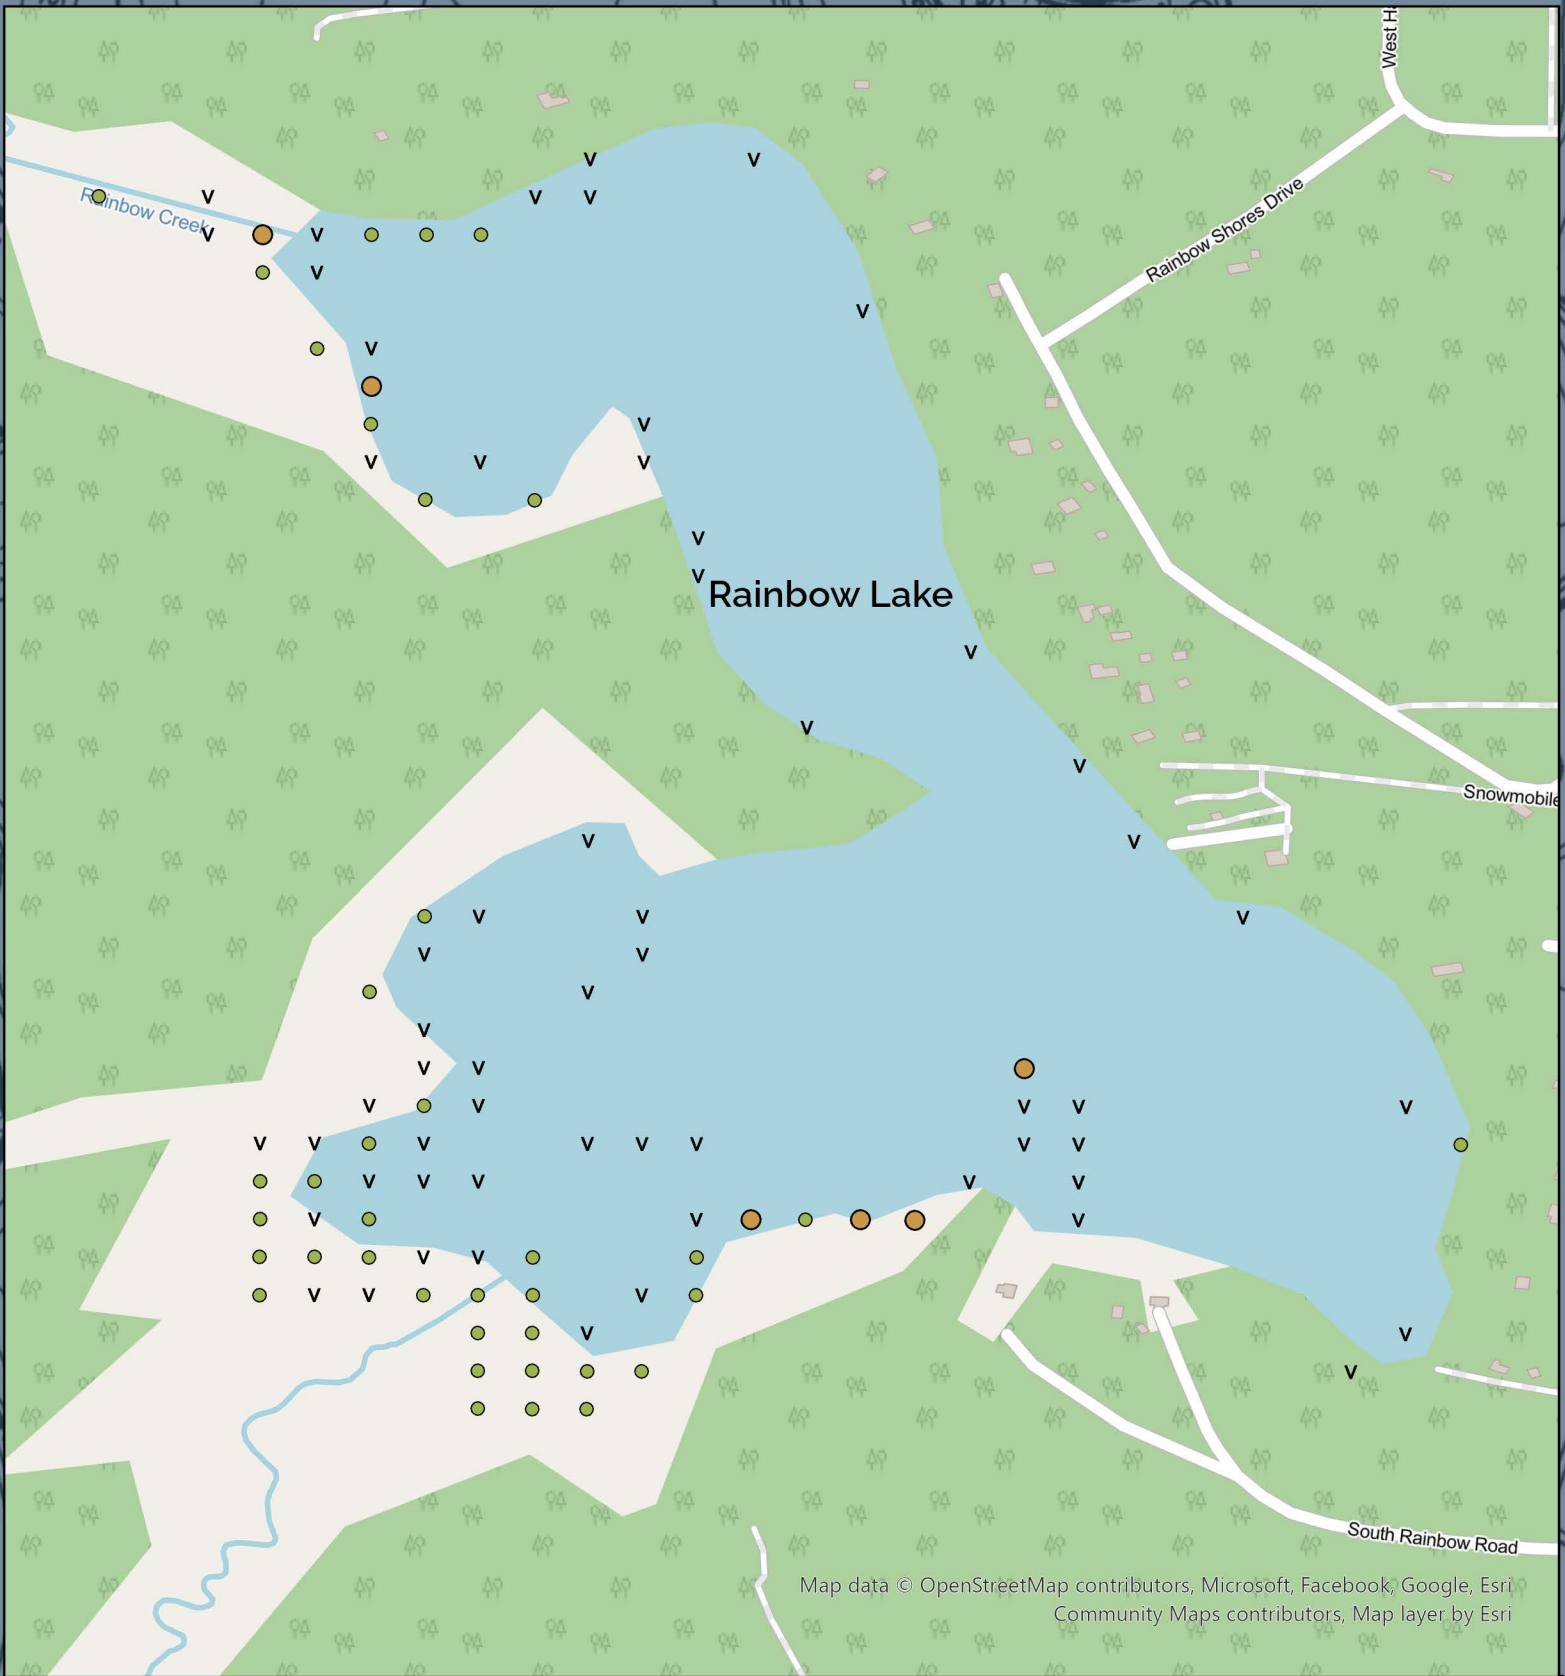 West H
Rainbow Creek
Rainbow Shores Drive
Rainbow Lake
Snowmobile
South Rainbow Road
Map data © OpenStreetMap contributors, Microsoft, Facebook, Google, Esri
Community Maps contributors, Map layer by Esri